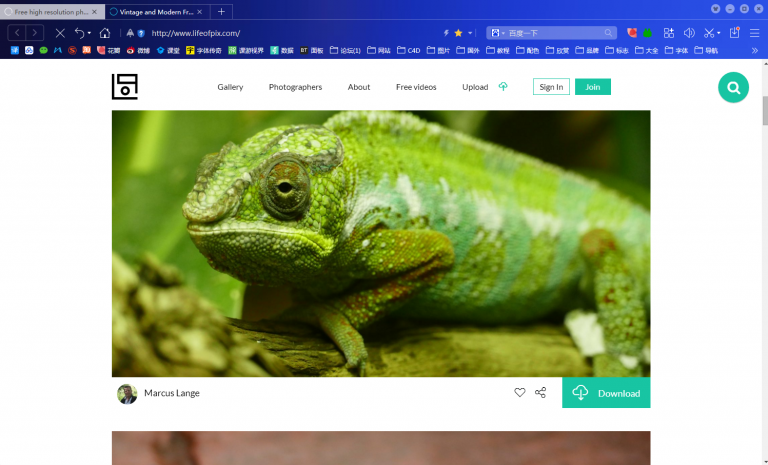 Free high resolution ph...
Vintage and Modern Fr...
http://www.lifeofpix.com/
百度一下
花瓣
微博
课堂
字体传奇
课游视界
数据
面板
论坛(1)
网站
C4D
图片
国外
教程
配色
欣赏
品牌
标志
大全
字体
导航
Gallery
Photographers
About
Free videos
Upload
Sign In
Join
Marcus Lange
Download